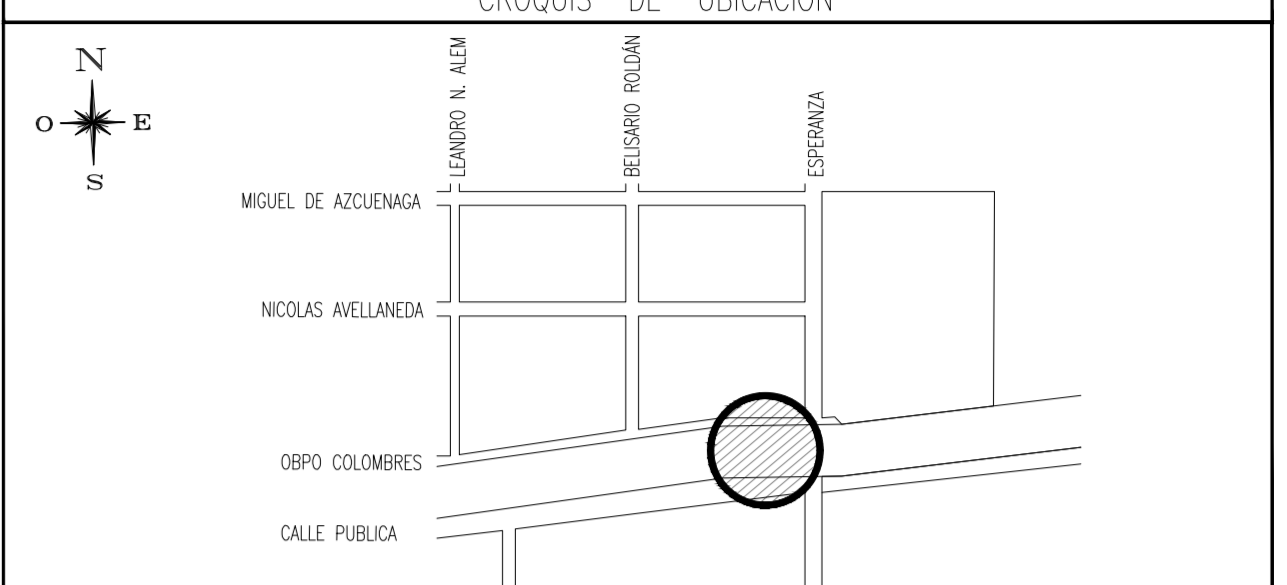 CROQUIS DE UBICACION
N
O E
S
LEANDRO N. ALEM
BELISARIO ROLDÁN
ESPERANZA
MIGUEL DE AZCUENAGA
NICOLAS AVELLANEDA
OBPO COLOMBRES
CALLE PUBLICA